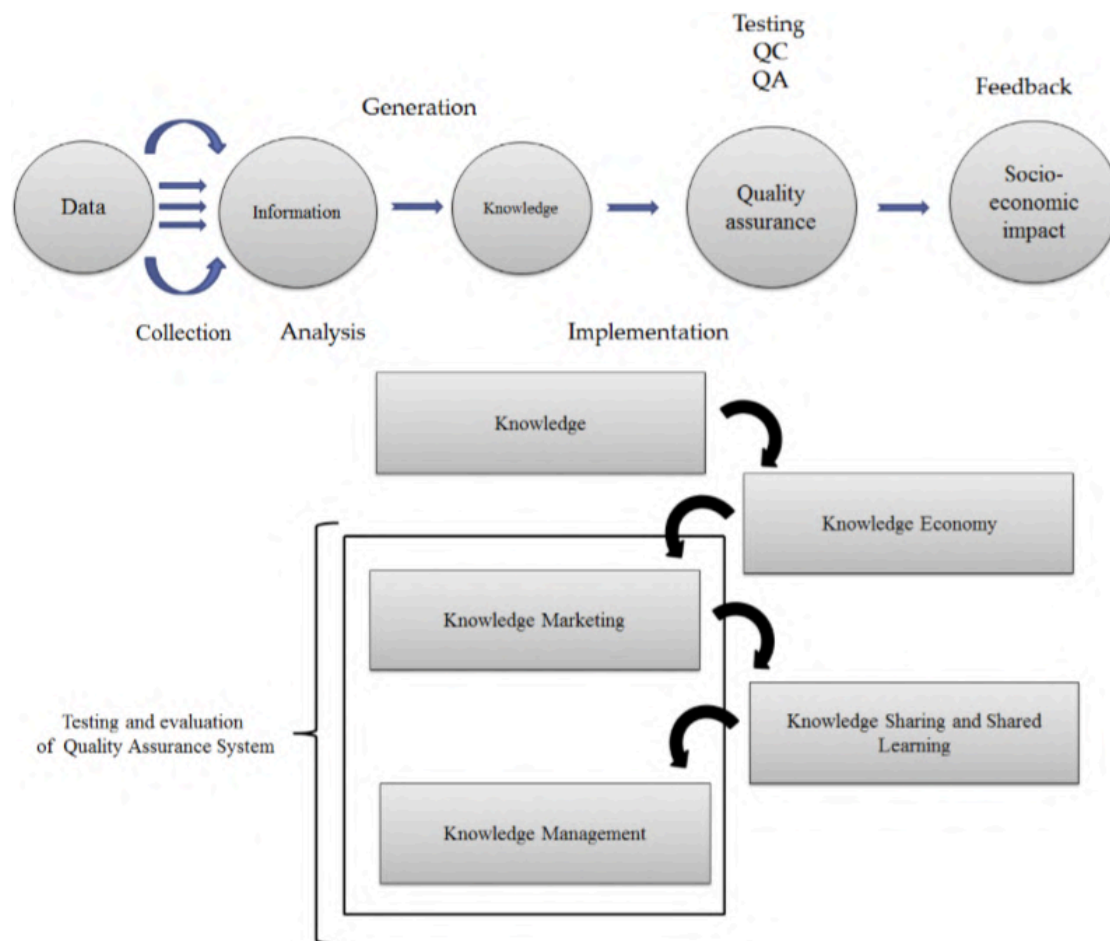 Testing
QC
QA
Generation
Feedback
Data
Information
Knowledge
Quality
assurance
Socio-
economic
impact
Collection
Analysis
Implementation
Knowledge
Knowledge Economy
Knowledge Marketing
Testing and evaluation
of Quality Assurance System
Knowledge Sharing and Shared
Learning
Knowledge Management